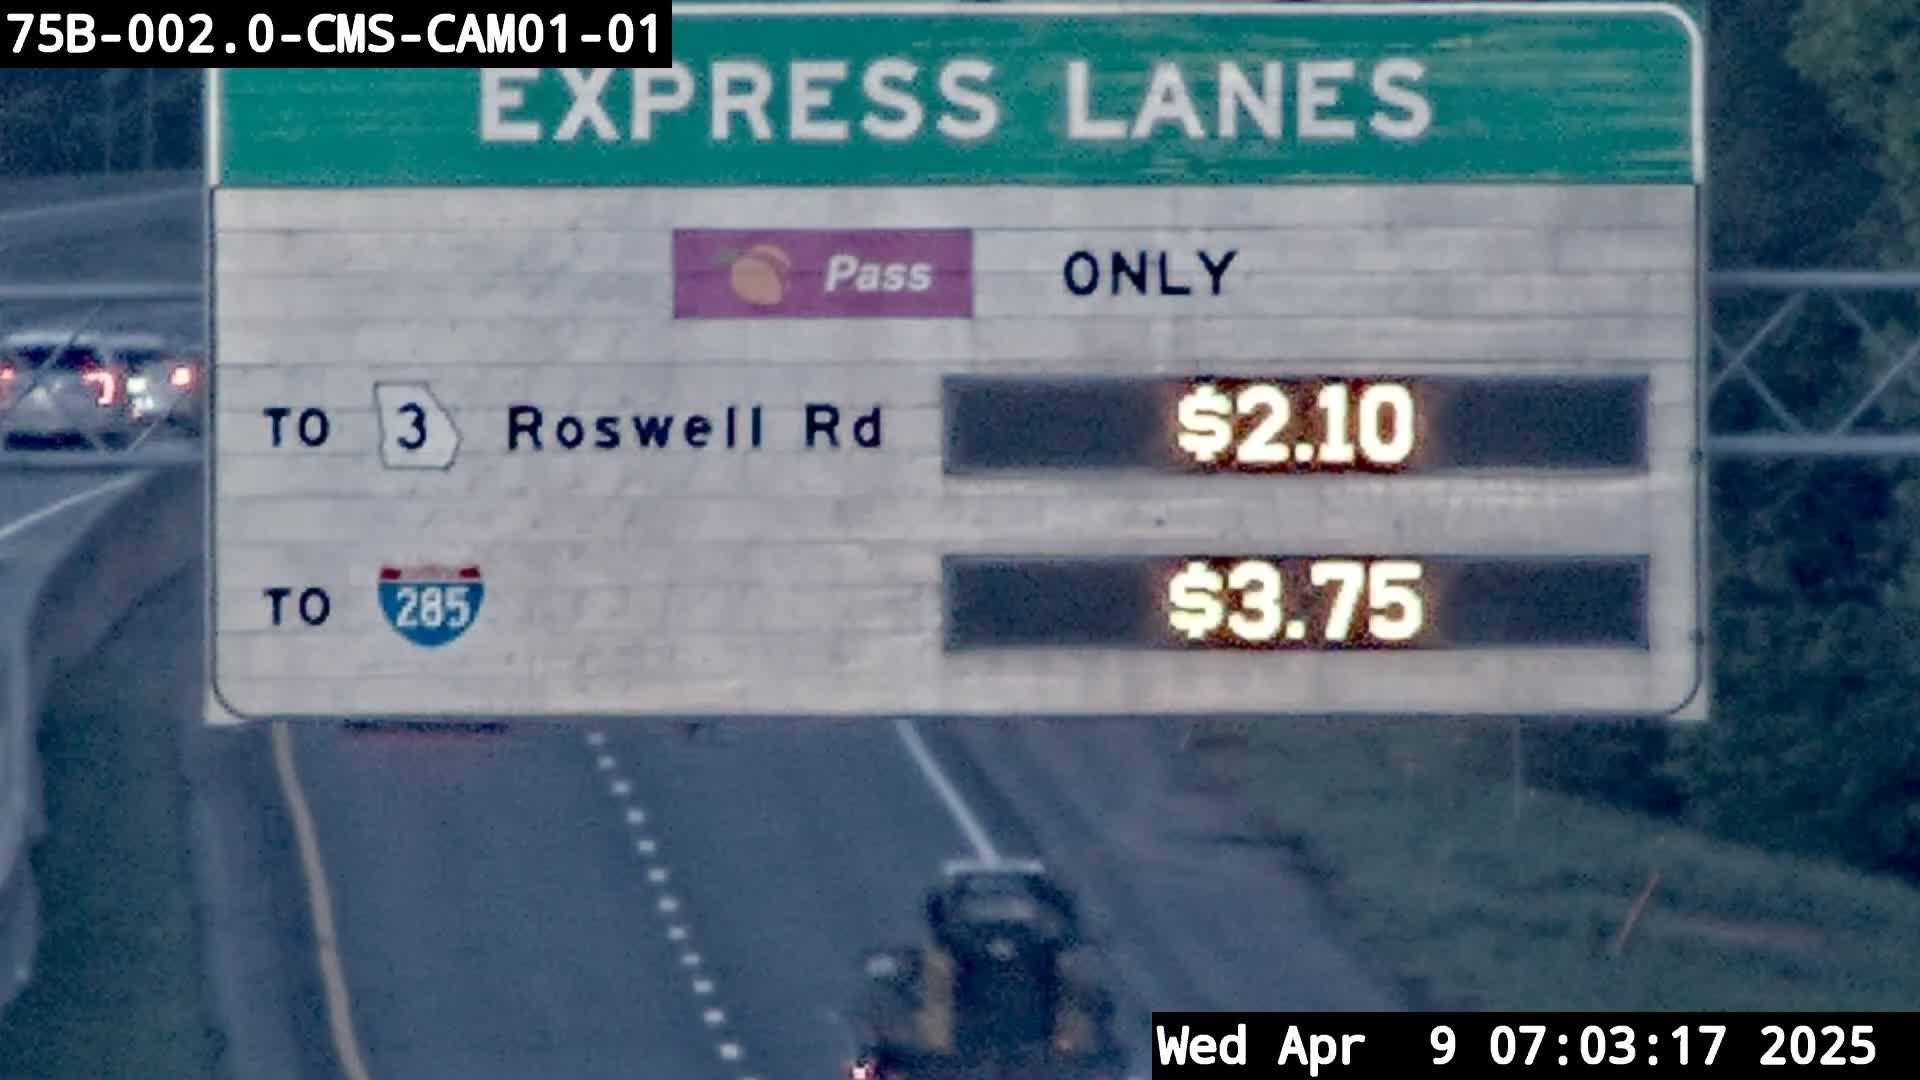 75B-002.0-CMS-CAM01-01
EXPRESS LANES
Pass ONLY
TO 3 Roswell Rd $2.10
TO 285 $3.75
Wed Apr 9 07:03:17 2025